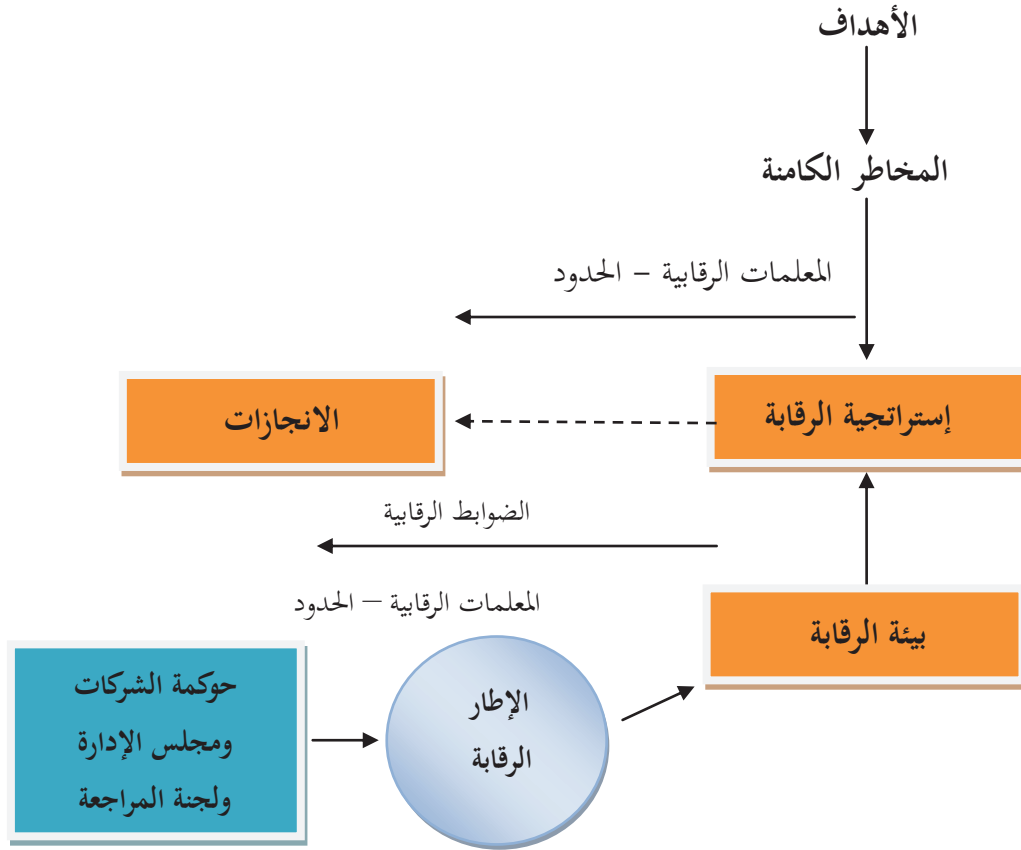 الأهداف
المخاطر الكامنة
المعلمات الرقابية – الحدود
إستراتجية الرقابة
الانجازات
الضوابط الرقابية
المعلمات الرقابية – الحدود
بيئة الرقابة
الإطار
الرقابة
حوكمة الشركات
ومجلس الإدارة
ولجنة المراجعة